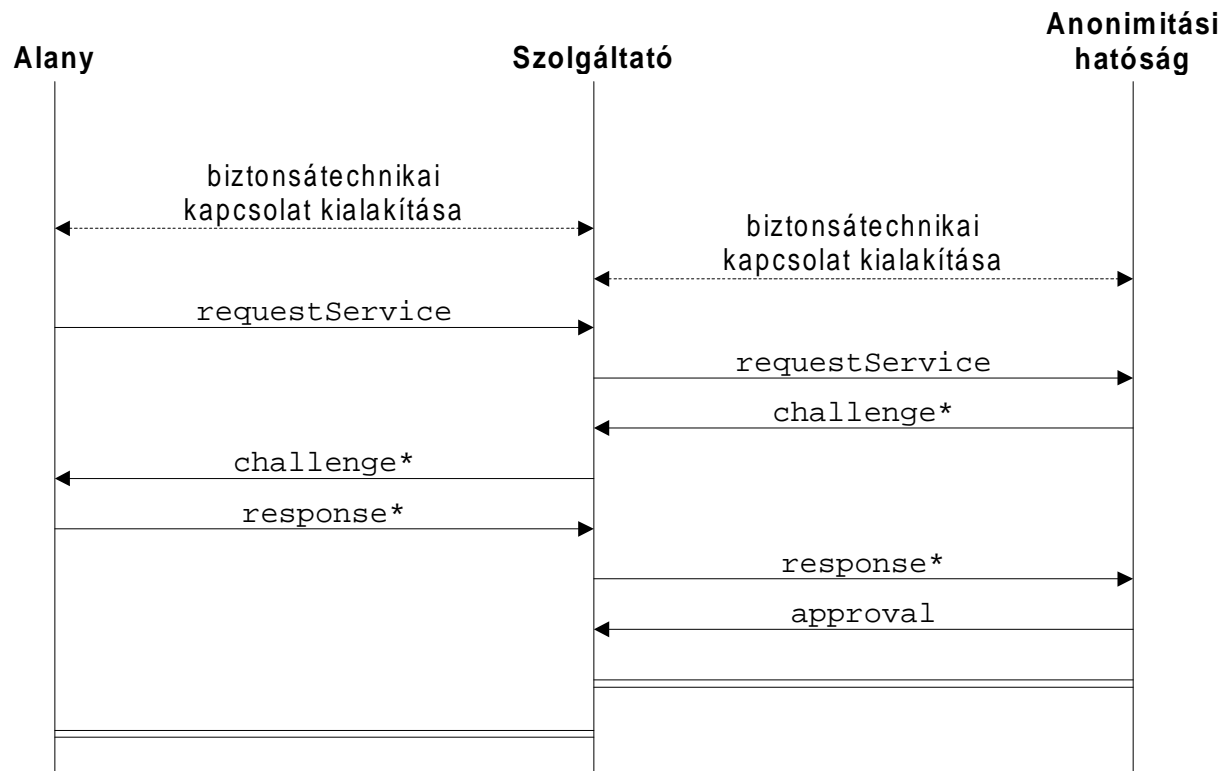 Alany
Szolgáltató
Anonimitási
hatóság
biztonsátechnikai
kapcsolat kialakítása
biztonsátechnikai
kapcsolat kialakítása
requestService
requestService
challenge*
challenge*
response*
response*
approval